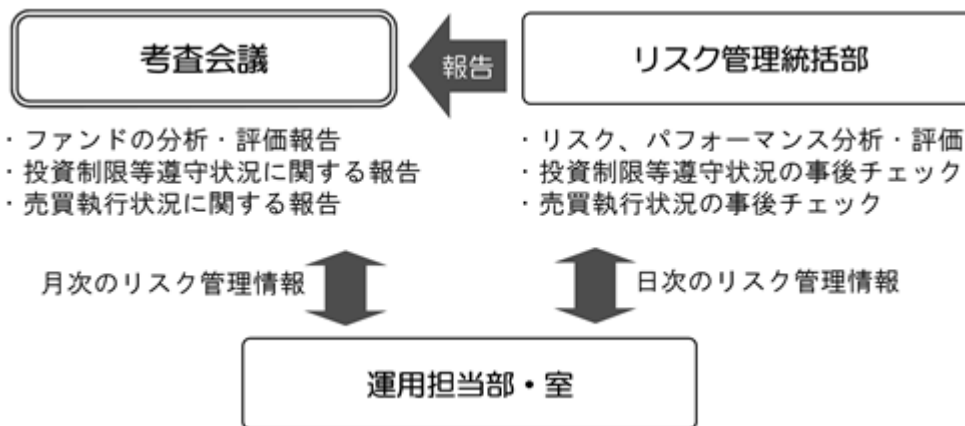 考査会議
報告
リスク管理統括部
・ファンドの分析・評価報告
・投資制限等遵守状況に関する報告
・売買執行状況に関する報告
・リスク、パフォーマンス分析・評価
・投資制限等遵守状況の事後チェック
・売買執行状況の事後チェック
月次のリスク管理情報
日次のリスク管理情報
運用担当部・室